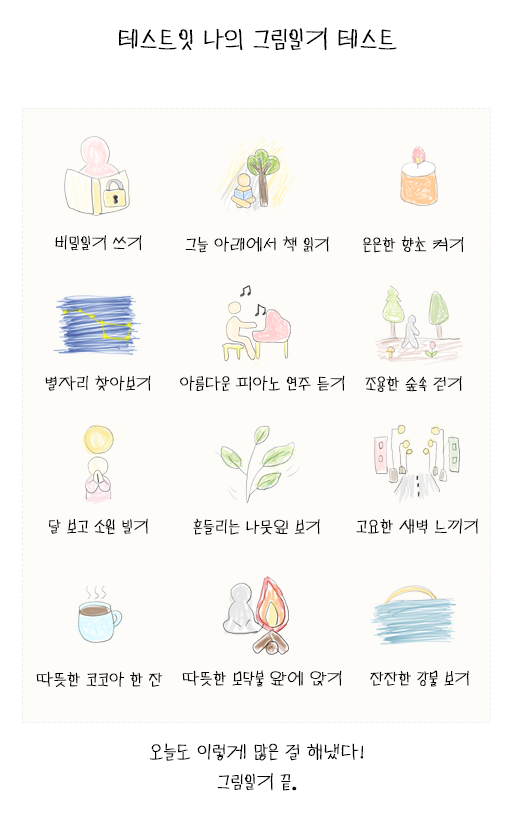 테스트잇 나의 그림일기 테스트
비밀일기 쓰기
그늘 아래에서 책 읽기
은은한 향초 켜기
별자리 찾아보기
아름다운 피아노 연주 듣기
조용한 숲속 걷기
달 보고 소원 빌기
흔들리는 나뭇잎 보기
고요한 새벽 느끼기
따뜻한 코코아 한 잔
따뜻한 모닥불 앞에 앉기
잔잔한 강물 보기
오늘도 이렇게 많은 걸 해냈다!
그림일기 끝.